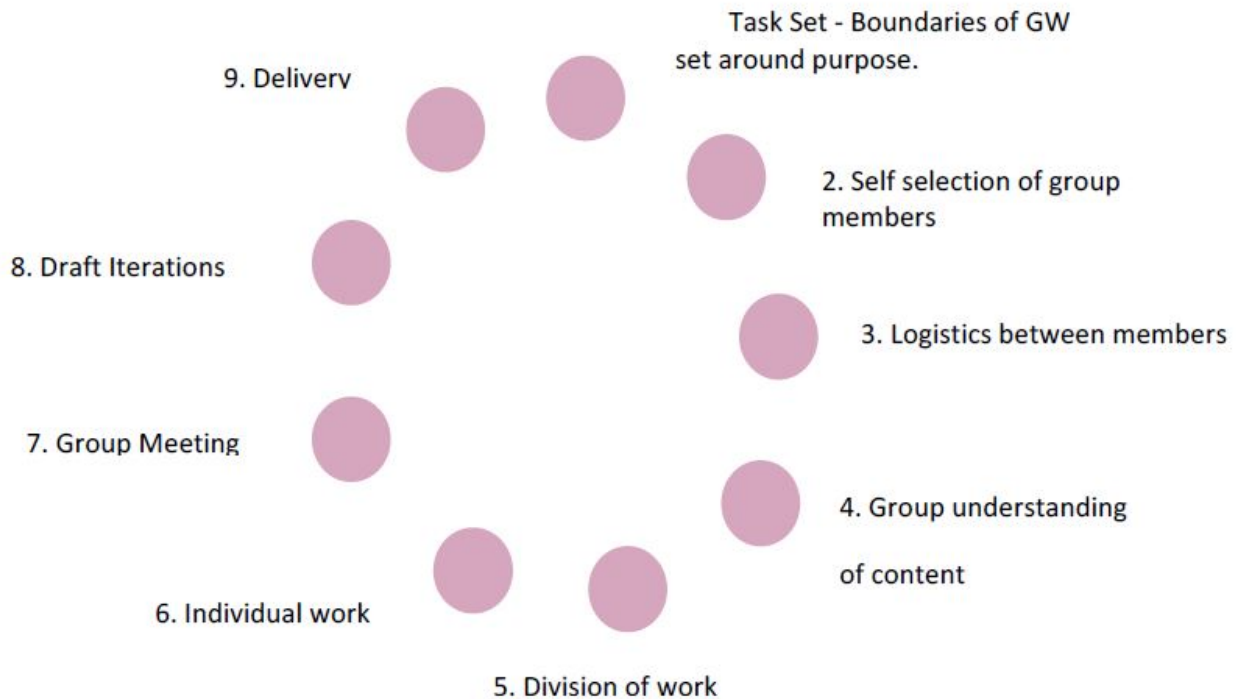 Task Set - Boundaries of GW
set around purpose.
2. Self selection of group
members
3. Logistics between members
4. Group understanding
of content
5. Division of work
6. Individual work
7. Group Meeting
8. Draft Iterations
9. Delivery